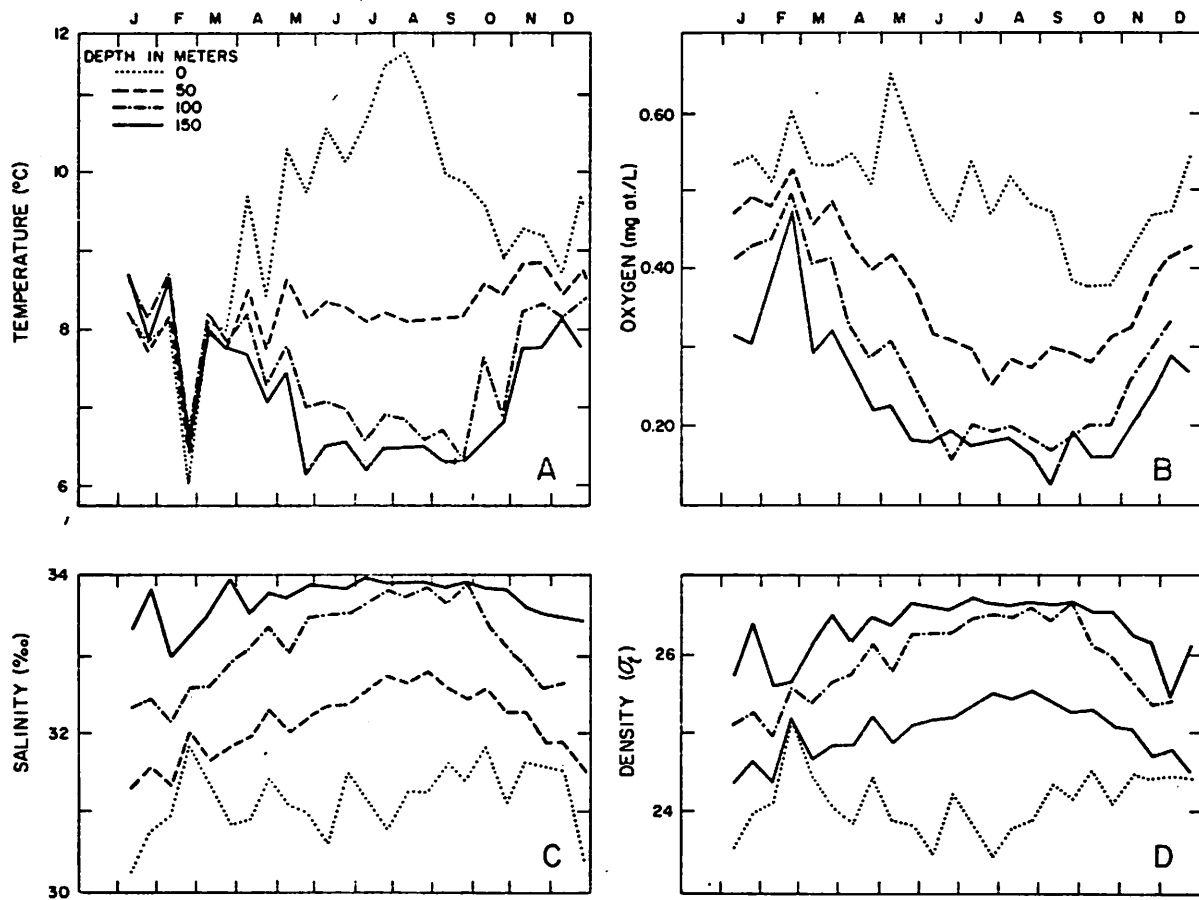 J F M A M J J A S O N D
J F M A M J J A S O N D
12
10
8
6
TEMPERATURE (°C)
DEPTH IN METERS
0
50
100
150
A
0.60
0.40
0.20
OXYGEN (mg at./L)
B
34
32
30
SALINITY (‰)
C
26
24
DENSITY (σt)
D